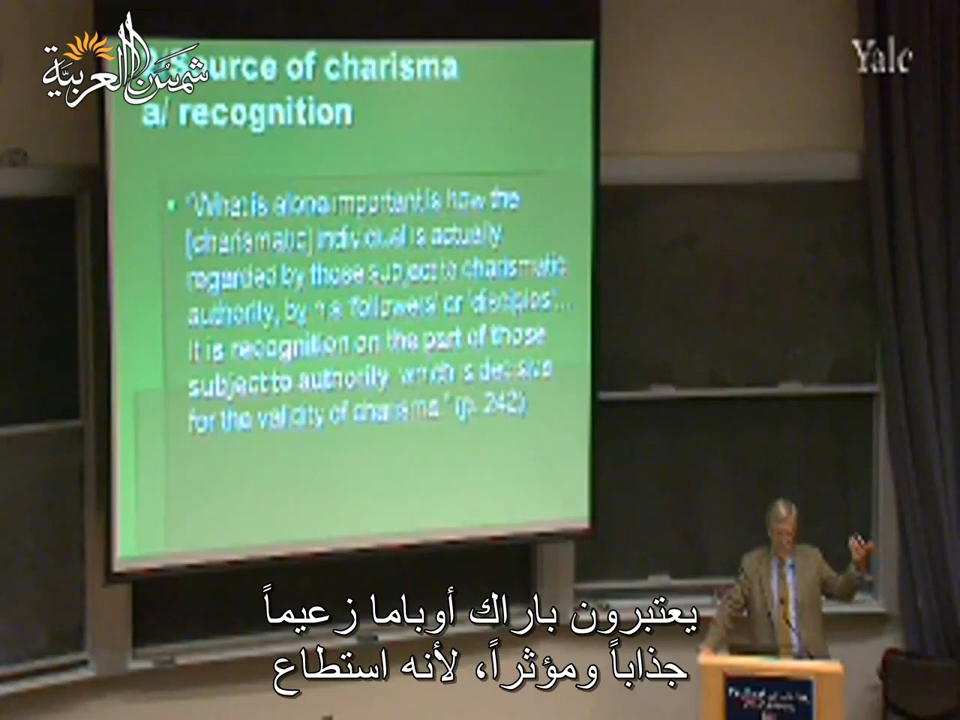 شمس العربية
Yale
Source of charisma
a/ recognition
• "What is alone important is how the
[charismatic] individual is actually
regarded by those subject to charismatic
authority, by his 'followers' or 'disciples'…
It is recognition on the part of those
subject to authority which is decisive
for the validity of charisma." (p. 242)
يعتبرون باراك أوباما زعيماً
جذاباً ومؤثراً، لأنه استطاع